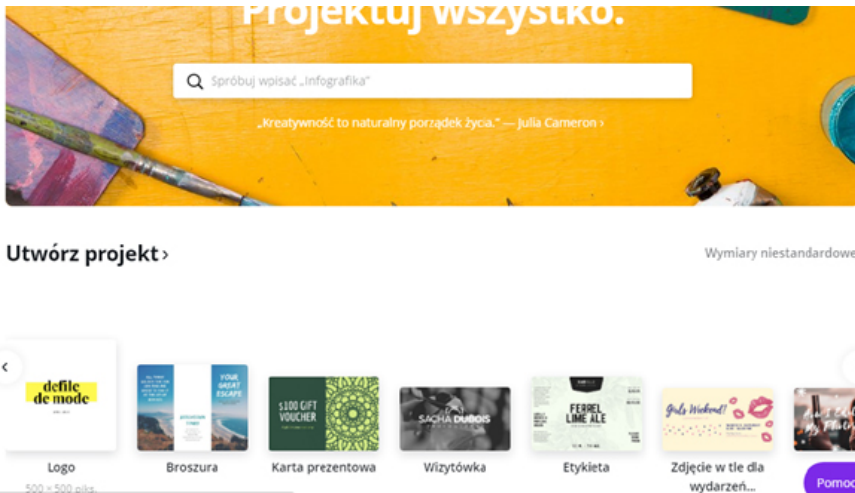 Projektuj wszystko.
Spróbuj wpisać „Infografika”
„Kreatywność to naturalny porządek życia.” — Julia Cameron ›
Utwórz projekt ›
Wymiary niestandardowe
defile
de mode
YOUR
GREAT
ESCAPE
$100 GIFT
VOUCHER
SACHA DUBOIS
FERREL
LIME ALE
Girls Weekend!
Logo
Broszura
Karta prezentowa
Wizytówka
Etykieta
Zdjęcie w tle dla
wydarzeń...
500 × 500 piks.
Pomoc